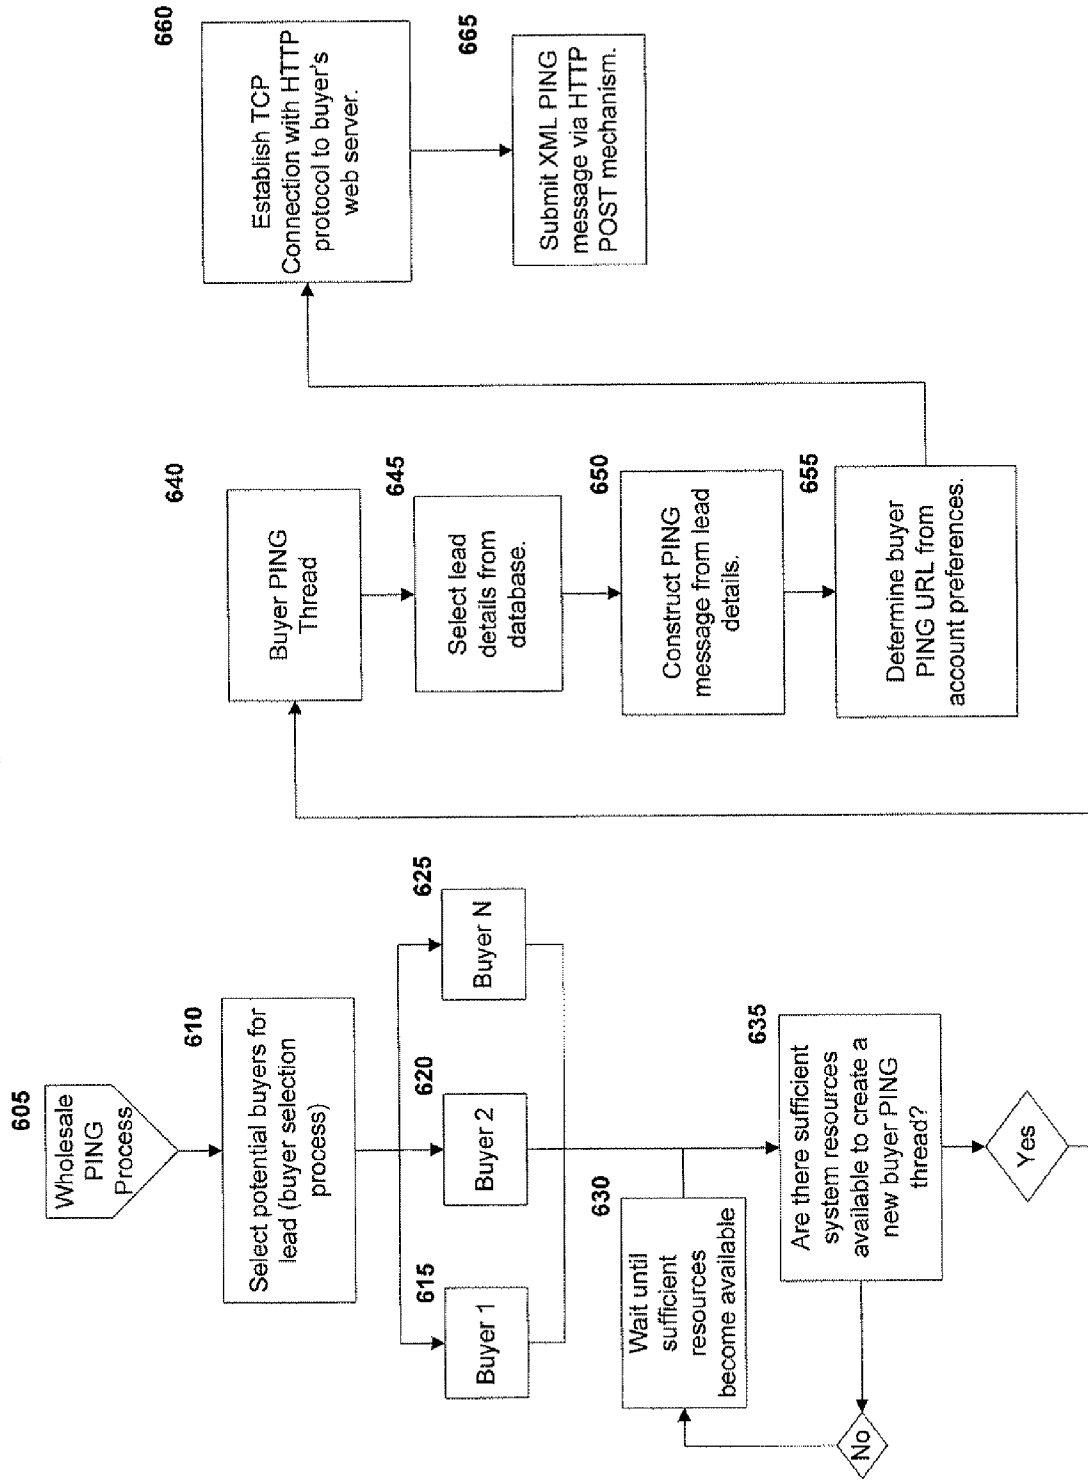 605
Wholesale
PING
Process
610
Select potential buyers for
lead (buyer selection
process)
615
Buyer 1
620
Buyer 2
625
Buyer N
630
Wait until
sufficient
resources
become available
635
Are there sufficient
system resources
available to create a
new buyer PING
thread?
No
Yes
640
Buyer PING
Thread
645
Select lead
details from
database.
650
Construct PING
message from lead
details.
655
Determine buyer
PING URL from
account preferences.
660
Establish TCP
Connection with HTTP
protocol to buyer's
web server.
665
Submit XML PING
message via HTTP
POST mechanism.